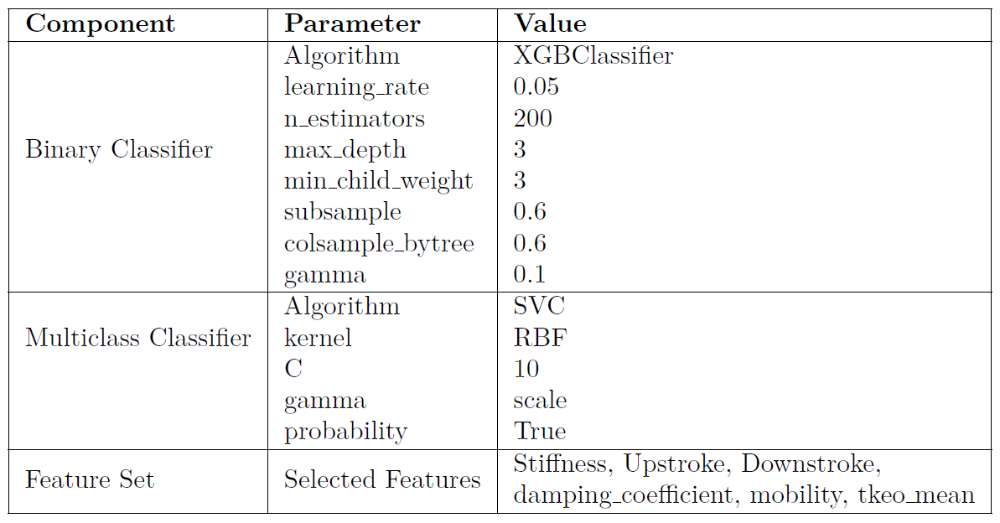 Component Parameter Value
Algorithm XGBClassifier
learning_rate 0.05
n_estimators 200
Binary Classifier max_depth 3
min_child_weight 3
subsample 0.6
colsample_bytree 0.6
gamma 0.1
Algorithm SVC
Multiclass Classifier kernel RBF
C 10
gamma scale
probability True
Stiffness, Upstroke, Downstroke,
Feature Set Selected Features
damping_coefficient, mobility, tkeo_mean